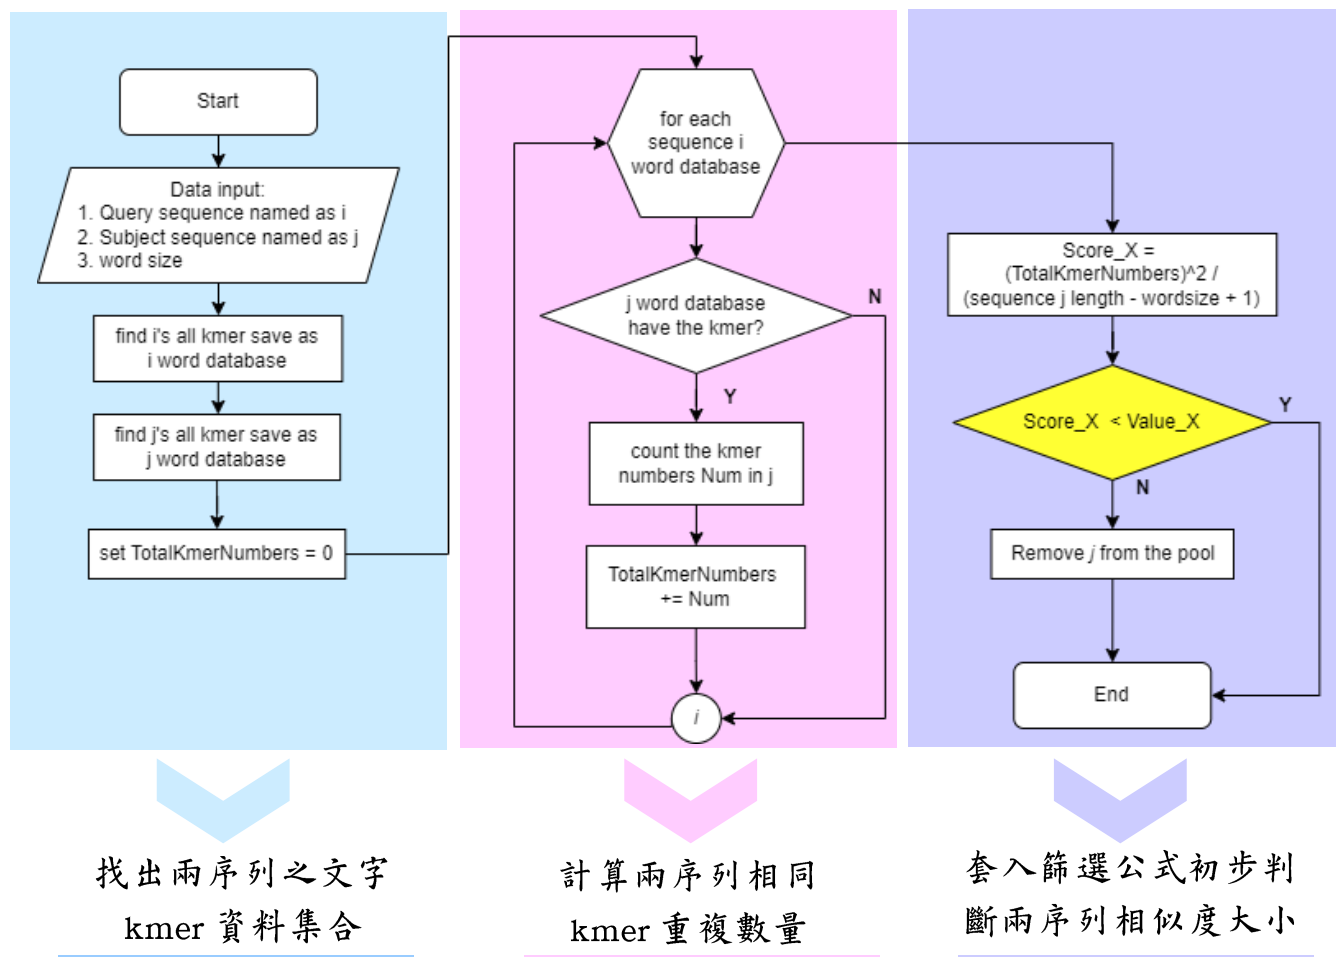 Start
Data input:
1. Query sequence named as i
2. Subject sequence named as j
3. word size
find i's all kmer save as
i word database
find j's all kmer save as
j word database
set TotalKmerNumbers = 0
for each
sequence i
word database
j word database
have the kmer?
N
Y
count the kmer
numbers Num in j
TotalKmerNumbers
+= Num
i
Score_X =
(TotalKmerNumbers)^2 /
(sequence j length - wordsize + 1)
Score_X < Value_X
Y
N
Remove j from the pool
End
找出兩序列之文字
kmer 資料集合
計算兩序列相同
kmer 重複數量
套入篩選公式初步判
斷兩序列相似度大小